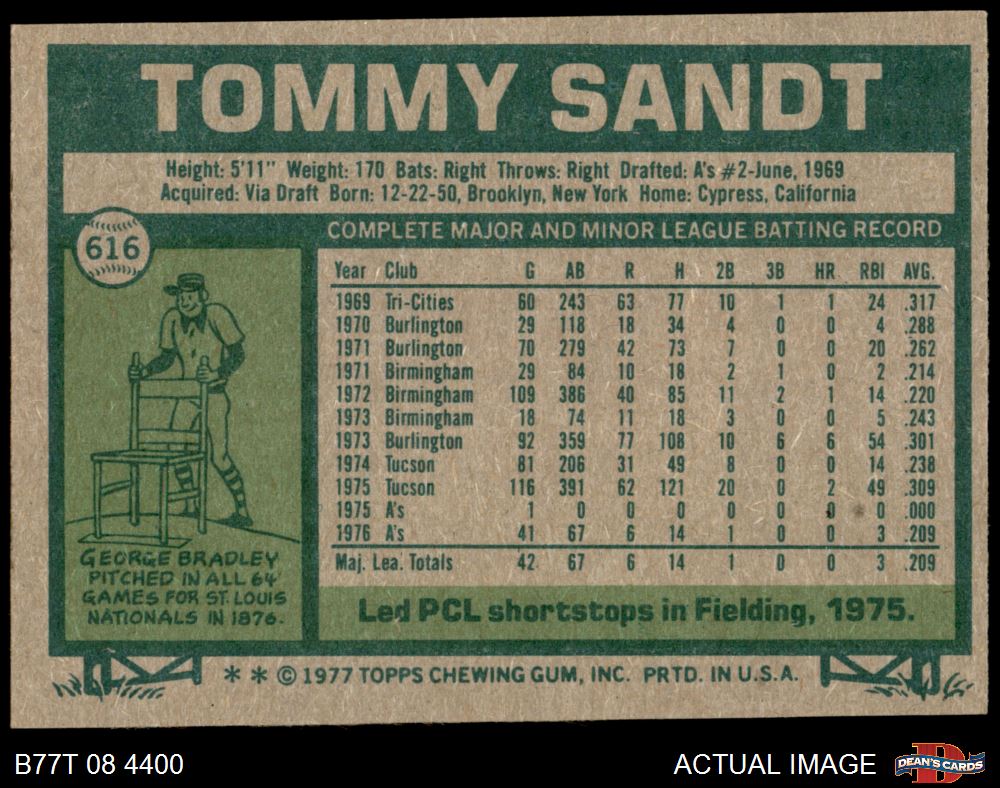 TOMMY SANDT
Height: 5'11" Weight: 170 Bats: Right Throws: Right Drafted: A's #2-June, 1969
Acquired: Via Draft Born: 12-22-50, Brooklyn, New York Home: Cypress, California
616
COMPLETE MAJOR AND MINOR LEAGUE BATTING RECORD
Year Club G AB R H 2B 3B HR RBI AVG.
1969 Tri-Cities 60 243 63 77 10 1 1 24 .317
1970 Burlington 29 118 18 34 4 0 0 4 .288
1971 Burlington 70 279 42 73 7 0 0 20 .262
1971 Birmingham 29 84 10 18 2 1 0 2 .214
1972 Birmingham 109 386 40 85 11 2 1 14 .220
1973 Birmingham 18 74 11 18 3 0 0 5 .243
1973 Burlington 92 359 77 108 10 6 6 54 .301
1974 Tucson 81 206 31 49 8 0 0 14 .238
1975 Tucson 116 391 62 121 20 0 2 49 .309
1975 A's 1 0 0 0 0 0 0 0 .000
1976 A's 41 67 6 14 1 0 0 3 .209
Maj. Lea. Totals 42 67 6 14 1 0 0 3 .209
GEORGE BRADLEY
PITCHED IN ALL 64
GAMES FOR ST. LOUIS
NATIONALS IN 1876.
Led PCL shortstops in Fielding, 1975.
** © 1977 TOPPS CHEWING GUM, INC. PRTD. IN U.S.A.
B77T 08 4400
ACTUAL IMAGE
DEAN'S CARDS